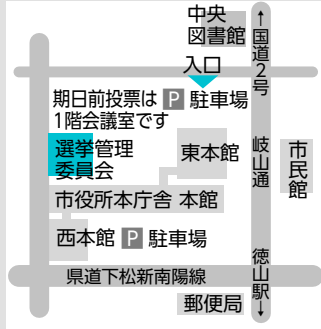 中央
図書館
↑国道2号
入口
期日前投票は P 駐車場
1階会議室です
選挙管理
委員会
東本館
岐山通
市民館
市役所本庁舎 本館
西本館 P 駐車場
徳山駅↓
県道下松新南陽線
郵便局